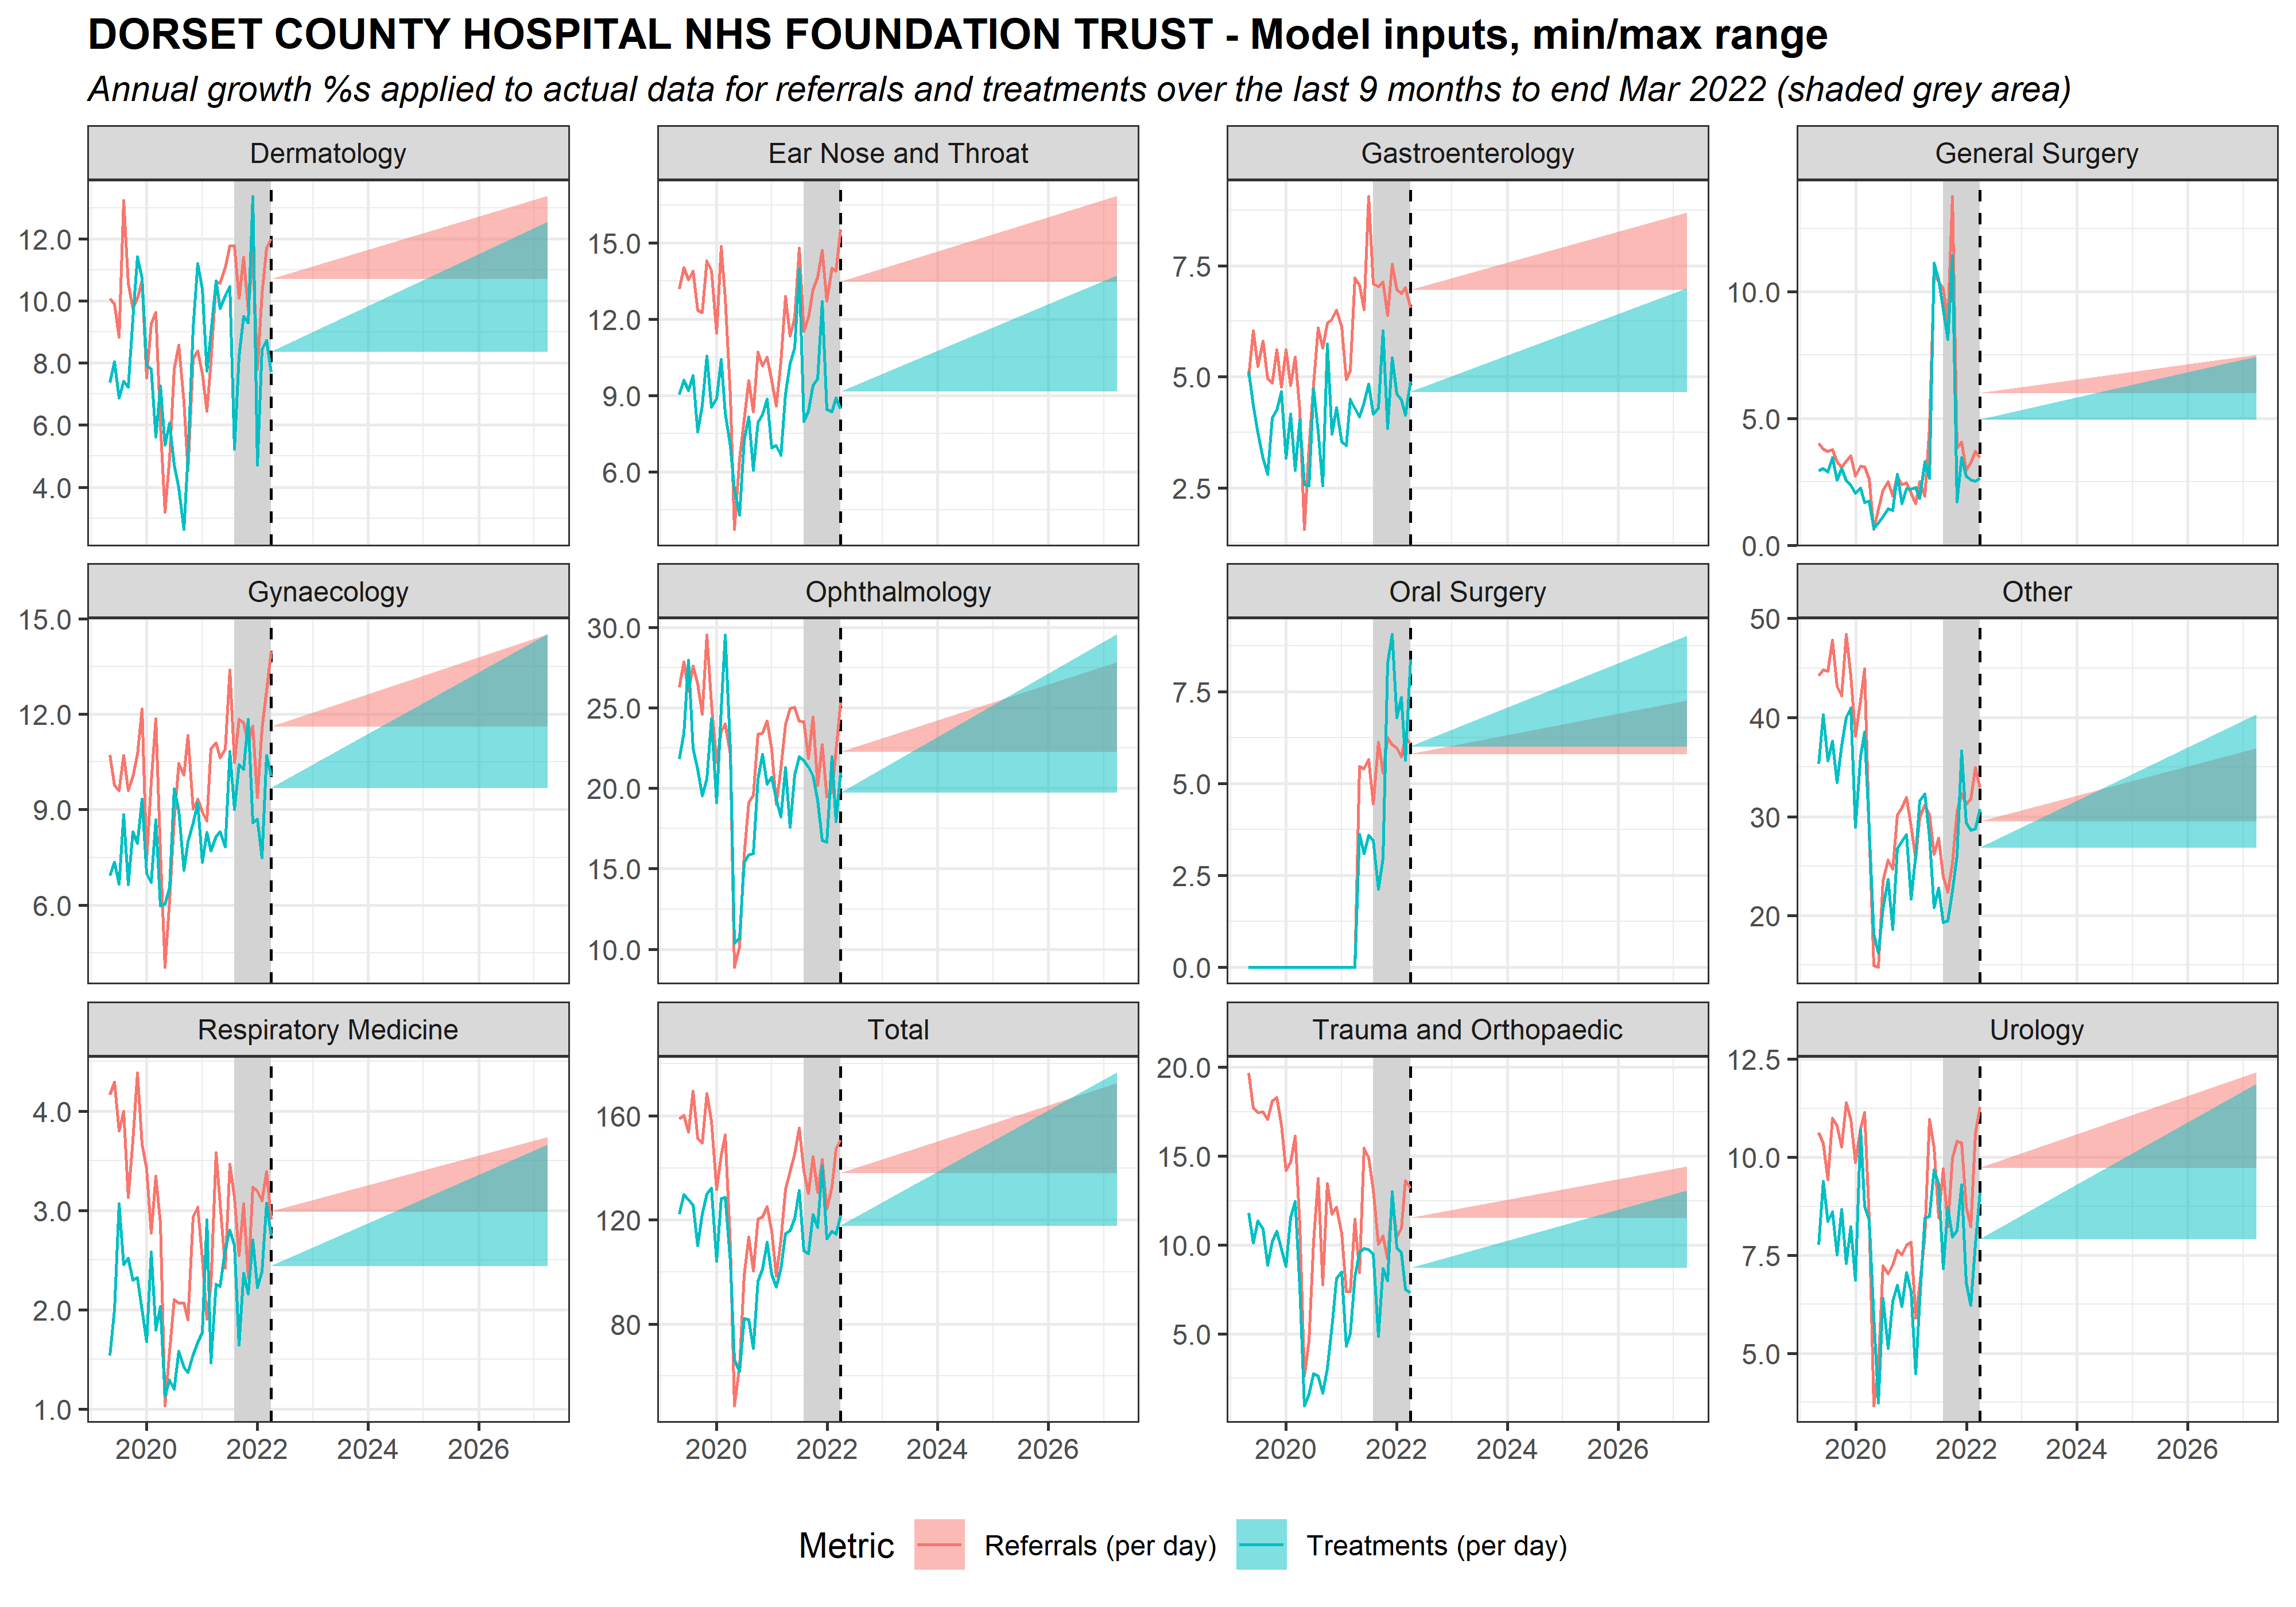 DORSET COUNTY HOSPITAL NHS FOUNDATION TRUST - Model inputs, min/max range
Annual growth %s applied to actual data for referrals and treatments over the last 9 months to end Mar 2022 (shaded grey area)
Dermatology
12.0
10.0
8.0
6.0
4.0
Ear Nose and Throat
15.0
12.0
9.0
6.0
Gastroenterology
7.5
5.0
2.5
General Surgery
10.0
5.0
0.0
Gynaecology
15.0
12.0
9.0
6.0
Ophthalmology
30.0
25.0
20.0
15.0
10.0
Oral Surgery
7.5
5.0
2.5
0.0
Other
50
40
30
20
Respiratory Medicine
4.0
3.0
2.0
1.0
2020 2022 2024 2026
Total
160
120
80
2020 2022 2024 2026
Trauma and Orthopaedic
20.0
15.0
10.0
5.0
2020 2022 2024 2026
Urology
12.5
10.0
7.5
5.0
2020 2022 2024 2026
Metric Referrals (per day) Treatments (per day)